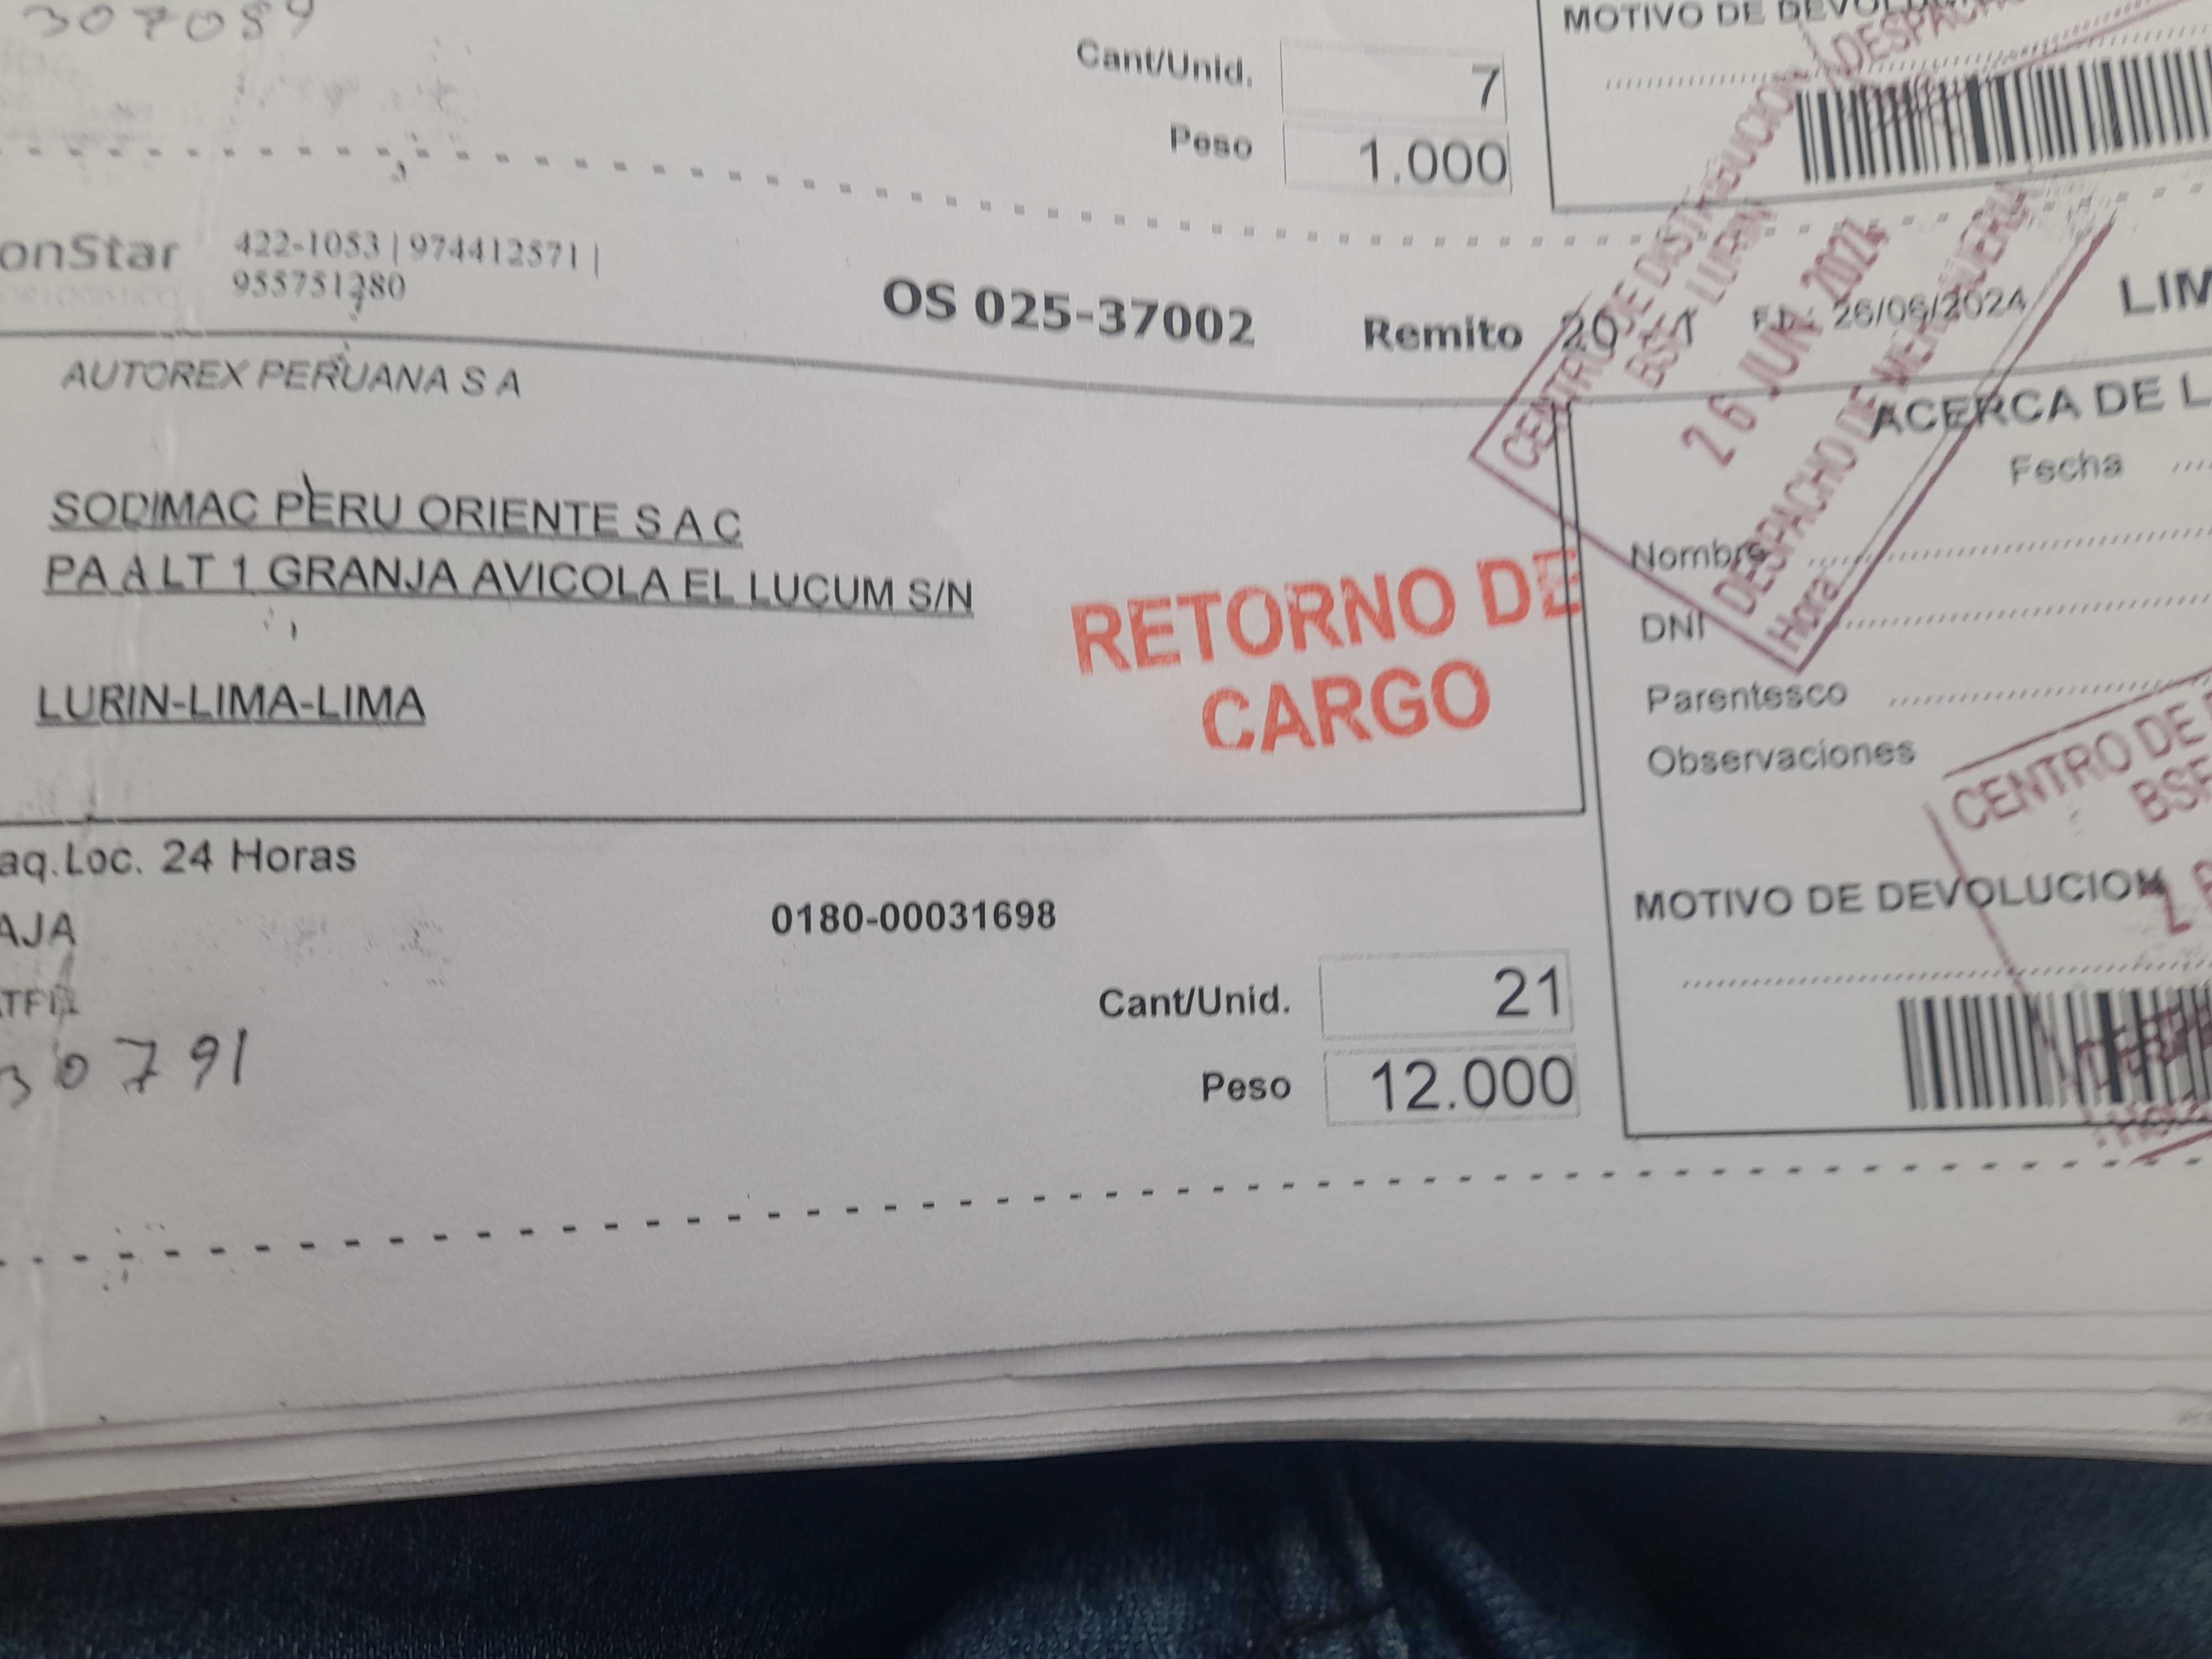 307089
Cant/Unid. 7
Peso 1.000
MOTIVO DE
onStar 422-1053 | 974412571 |
955751280
OS 025-37002 Remito F.D.: 26/06/2024 LIM
CENTRO DE DISTRIBUCION
BSF LURIN
26 JUN. 2024
DESPACHO DE
Hora
AUTOREX PERUANA S A
SODIMAC PERU ORIENTE S A C
PA A LT 1 GRANJA AVICOLA EL LUCUM S/N
LURIN-LIMA-LIMA
RETORNO DE
CARGO
ACERCA DE L
Fecha
Nombre
DNI
Parentesco
Observaciones
CENTRO DE
BSF
aq.Loc. 24 Horas
AJA
0180-00031698
30791
Cant/Unid. 21
Peso 12.000
MOTIVO DE DEVOLUCION